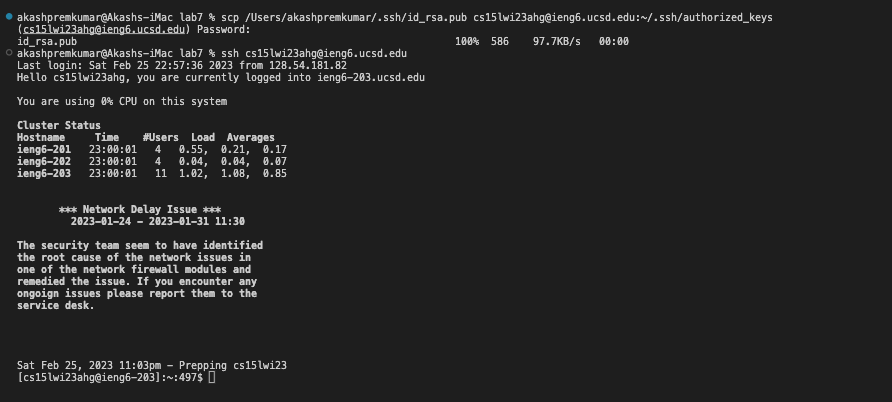 akashpremkumar@Akashs-iMac lab7 % scp /Users/akashpremkumar/.ssh/id_rsa.pub cs15lwi23ahg@ieng6.ucsd.edu:~/.ssh/authorized_keys
(cs15lwi23ahg@ieng6.ucsd.edu) Password:
id_rsa.pub 100% 586 97.7KB/s 00:00
akashpremkumar@Akashs-iMac lab7 % ssh cs15lwi23ahg@ieng6.ucsd.edu
Last login: Sat Feb 25 22:57:36 2023 from 128.54.181.82
Hello cs15lwi23ahg, you are currently logged into ieng6-203.ucsd.edu
You are using 0% CPU on this system
Cluster Status
Hostname Time #Users Load Averages
ieng6-201 23:00:01 4 0.55, 0.21, 0.17
ieng6-202 23:00:01 4 0.04, 0.04, 0.07
ieng6-203 23:00:01 11 1.02, 1.08, 0.85
*** Network Delay Issue ***
2023-01-24 - 2023-01-31 11:30
The security team seem to have identified
the root cause of the network issues in
one of the network firewall modules and
remedied the issue. If you encounter any
ongoign issues please report them to the
service desk.
Sat Feb 25, 2023 11:03pm - Prepping cs15lwi23
[cs15lwi23ahg@ieng6-203]:~:497$